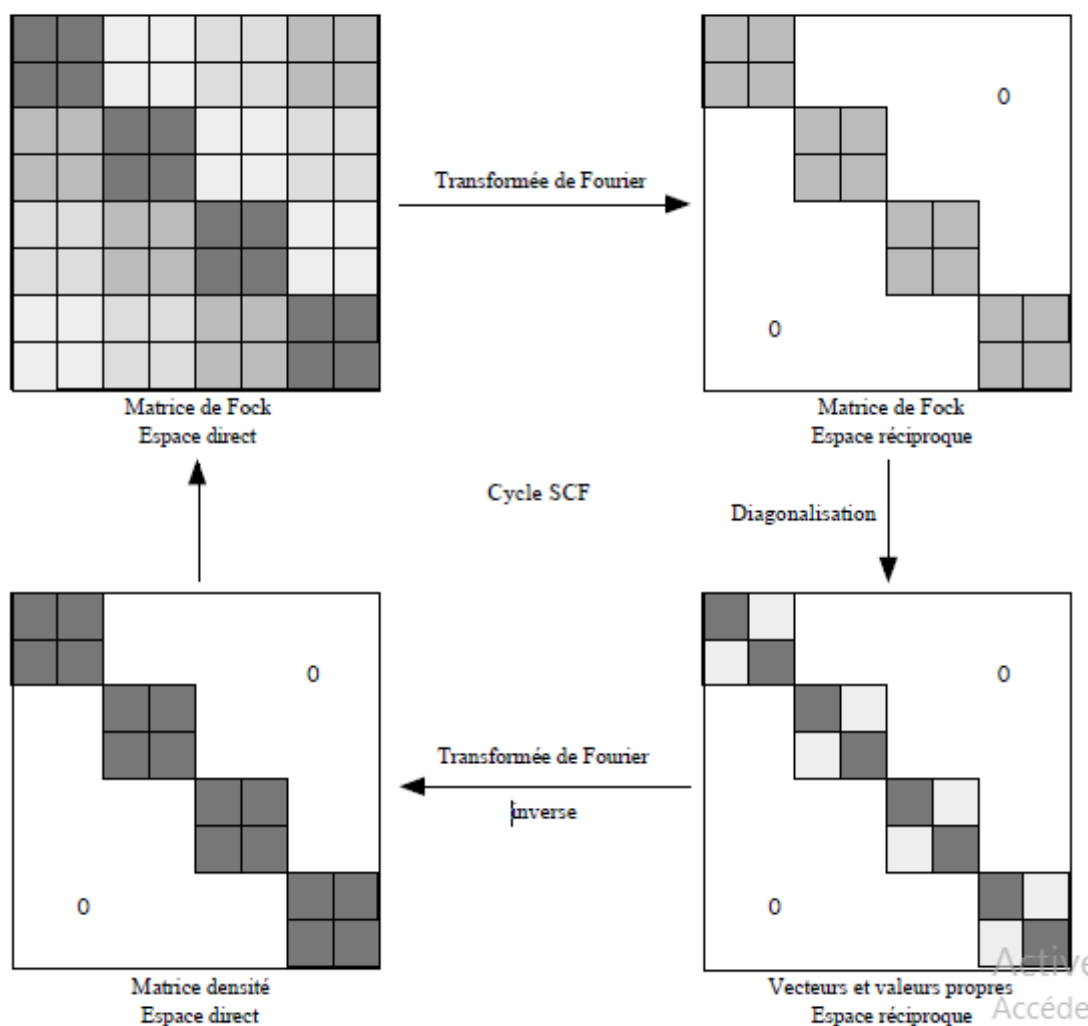 0
Transformée de Fourier
0
Matrice de Fock
Espace direct
Matrice de Fock
Espace réciproque
Cycle SCF
Diagonalisation
0
0
Transformée de Fourier
inverse
0
0
Matrice densité
Espace direct
Vecteurs et valeurs propres
Espace réciproque
Active
Accéde